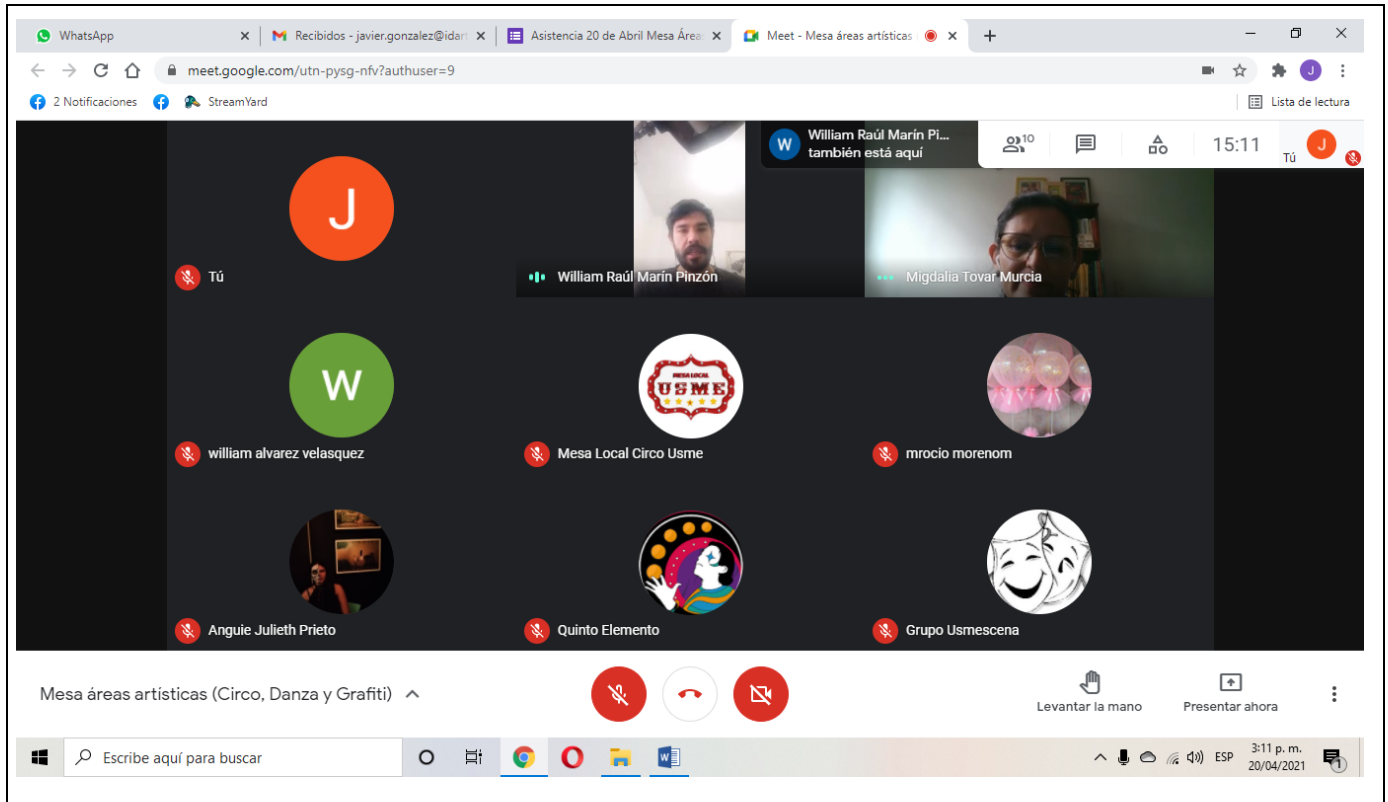 WhatsApp
Recibidos - javier.gonzalez@idart
Asistencia 20 de Abril Mesa Área
Meet - Mesa áreas artísticas
meet.google.com/utn-pysg-nfv?authuser=9
J
2 Notificaciones
StreamYard
Lista de lectura
W
William Raúl Marín Pi...
también está aquí
10
15:11
Tú
J
J
Tú
William Raúl Marín Pinzón
Migdalia Tovar Murcia
W
MESA LOCAL
USME
william alvarez velasquez
Mesa Local Circo Usme
mrocio morenom
Anguie Julieth Prieto
Quinto Elemento
Grupo Usmescena
Mesa áreas artísticas (Circo, Danza y Grafiti)
Levantar la mano
Presentar ahora
Escribe aquí para buscar
ESP
3:11 p. m.
20/04/2021
1